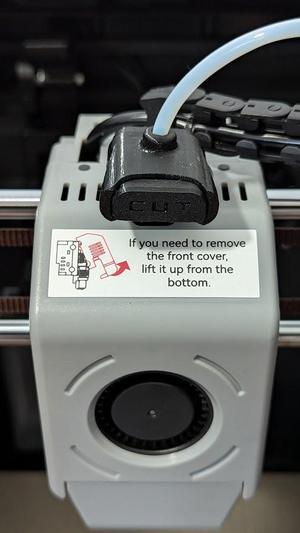 CUT
If you need to remove
the front cover,
lift it up from the
bottom.